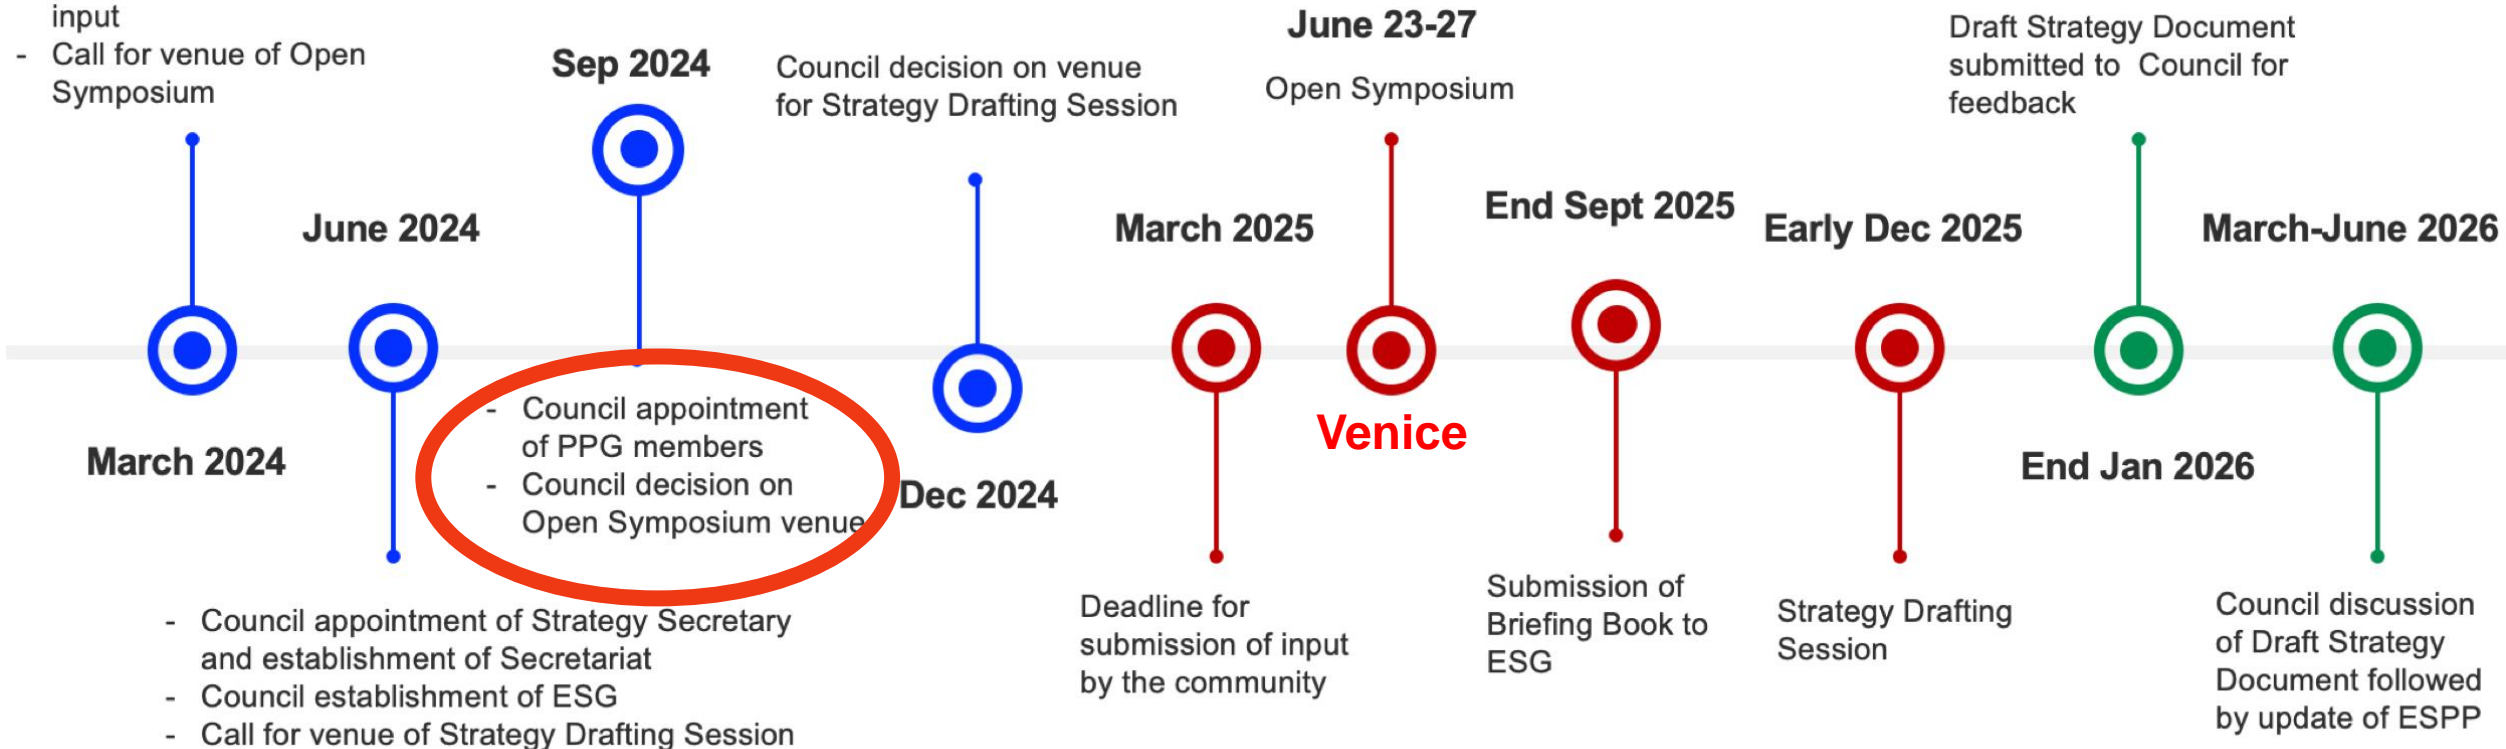 input
- Call for venue of Open
Symposium
March 2024
June 2024
- Council appointment of Strategy Secretary
and establishment of Secretariat
- Council establishment of ESG
- Call for venue of Strategy Drafting Session
Sep 2024
- Council appointment
of PPG members
- Council decision on
Open Symposium venue
Council decision on venue
for Strategy Drafting Session
Dec 2024
March 2025
Deadline for
submission of input
by the community
June 23-27
Open Symposium
Venice
End Sept 2025
Submission of
Briefing Book to
ESG
Early Dec 2025
Strategy Drafting
Session
Draft Strategy Document
submitted to Council for
feedback
End Jan 2026
March-June 2026
Council discussion
of Draft Strategy
Document followed
by update of ESPP